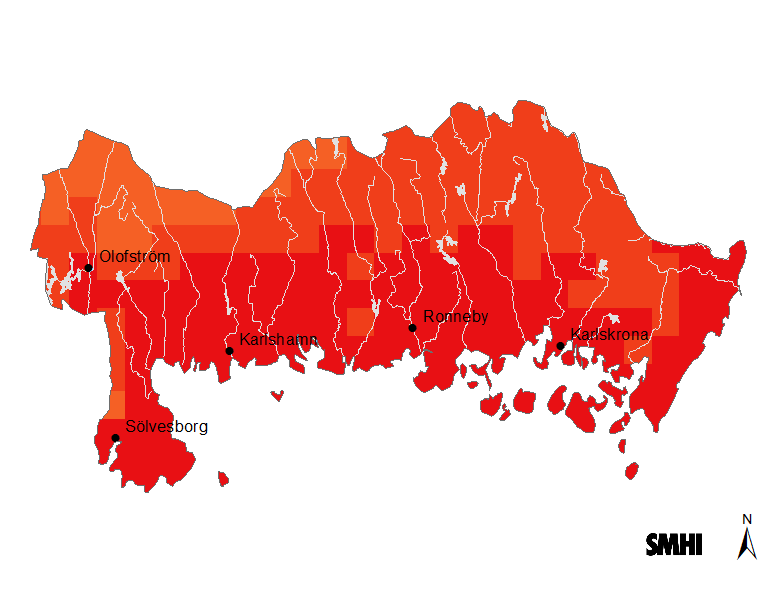 Olofström
Ronneby
Karlskrona
Karlshamn
Sölvesborg
N
SMHI